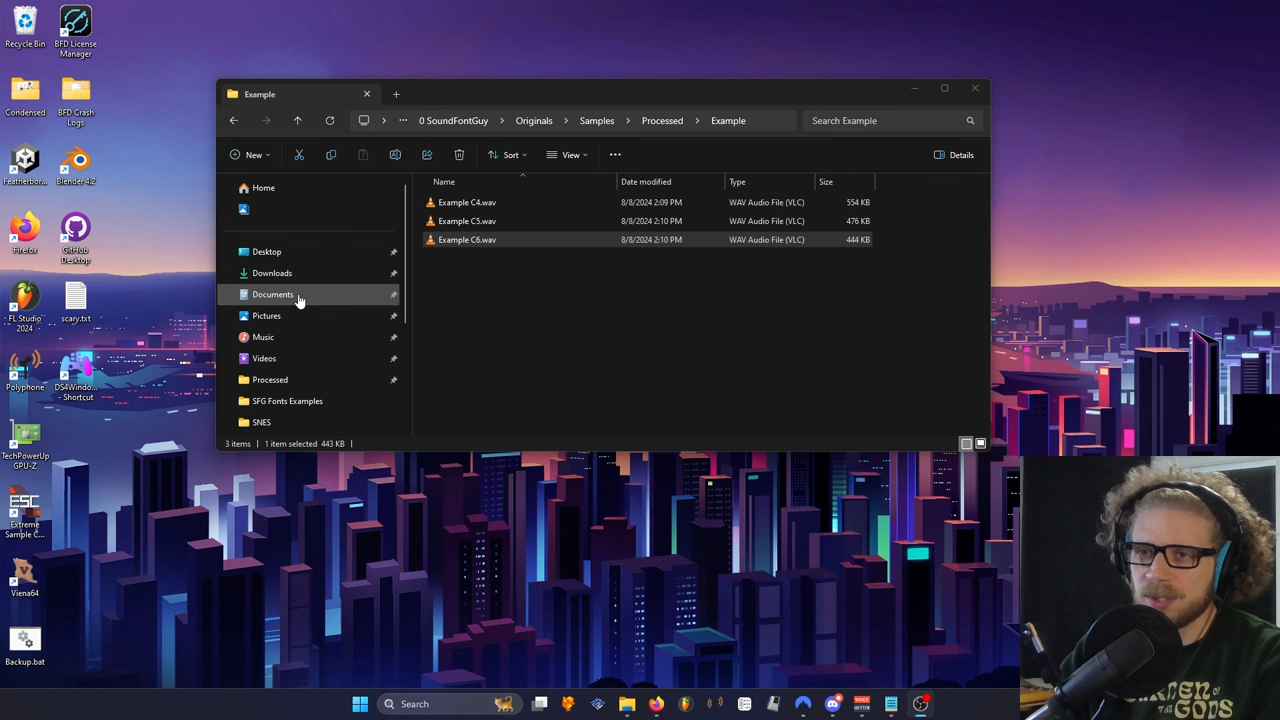 Recycle Bin
BFD License
Manager
Condensed
BFD Crash
Logs
Featherbor...
Blender 4.2
Firefox
GitHub
Desktop
FL Studio
2024
scary.txt
Polyphone
DS4Windo...
- Shortcut
TechPowerUp
GPU-Z
ESC
Extreme
Sample C...
Viena64
Backup.bat
Example
0 SoundFontGuy
Originals
Samples
Processed
Example
Search Example
New
Sort
View
Details
Home
Desktop
Downloads
Documents
Pictures
Music
Videos
Processed
SFG Fonts Examples
SNES
Name Date modified Type Size
Example C4.wav 8/8/2024 2:09 PM WAV Audio File (VLC) 554 KB
Example C5.wav 8/8/2024 2:10 PM WAV Audio File (VLC) 476 KB
Example C6.wav 8/8/2024 2:10 PM WAV Audio File (VLC) 444 KB
3 items 1 item selected 443 KB
Search
OF THE GODS